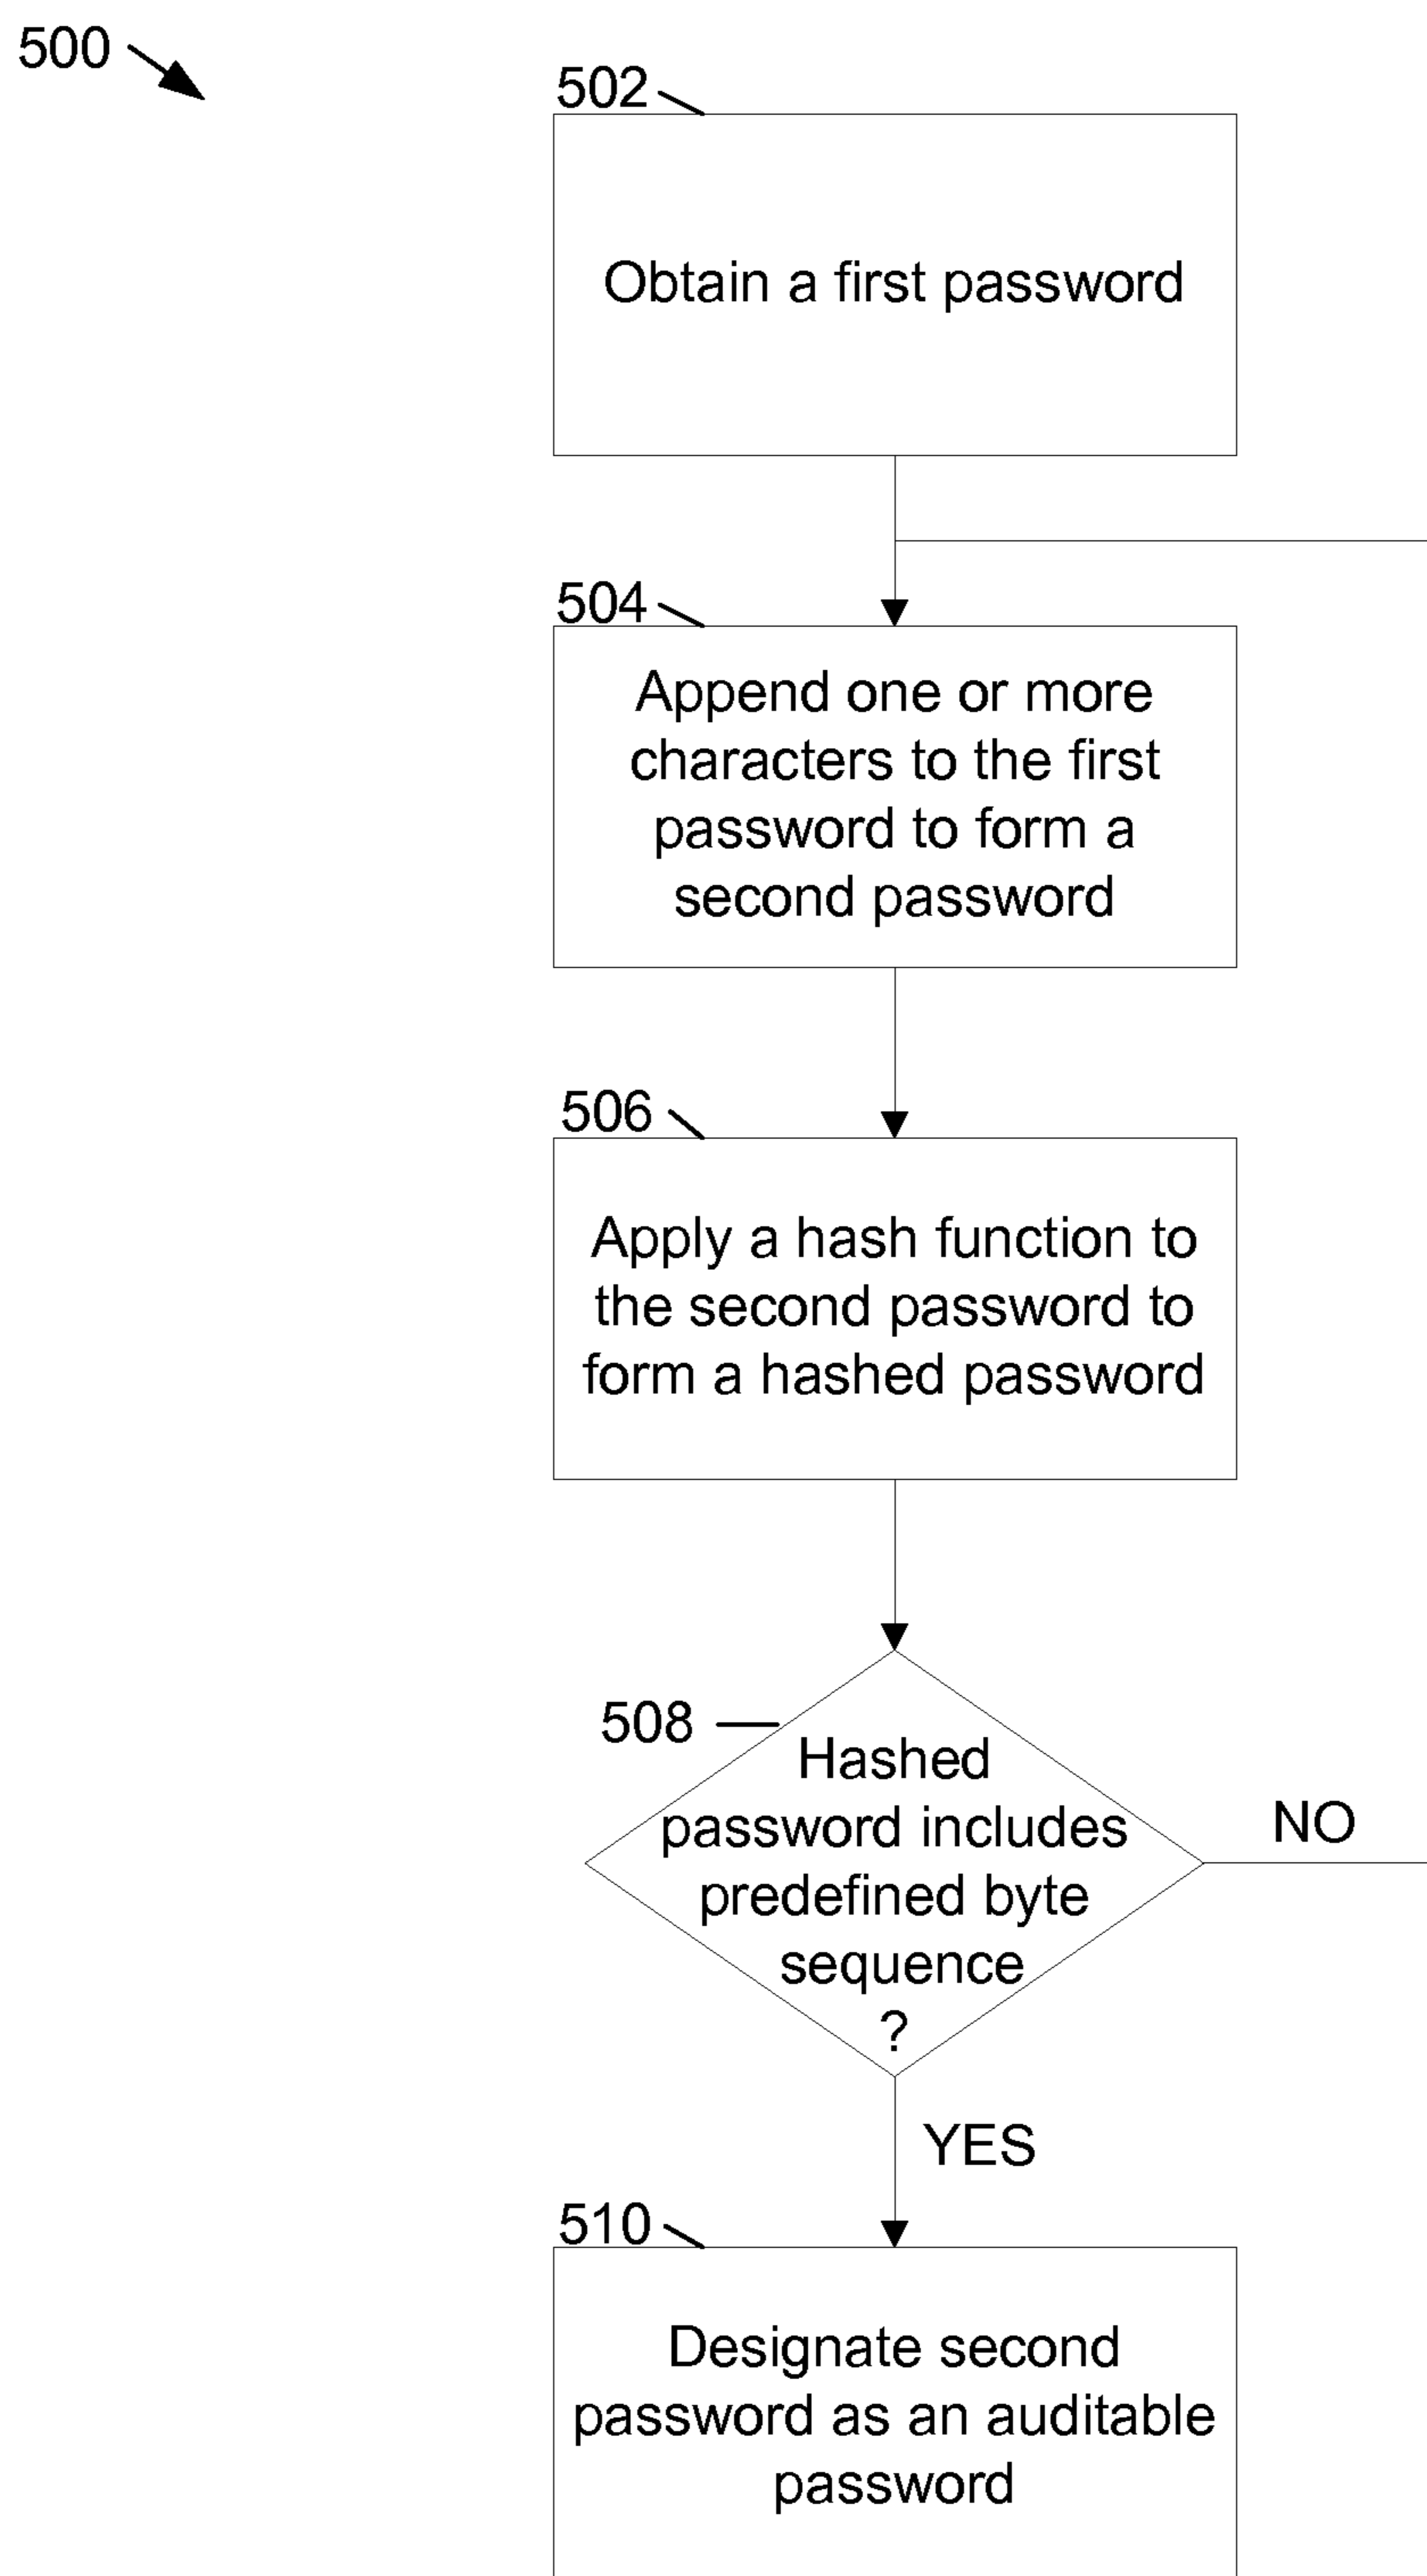 500
502
Obtain a first password
504
Append one or more
characters to the first
password to form a
second password
506
Apply a hash function to
the second password to
form a hashed password
508
Hashed
password includes
predefined byte
sequence
?
NO
YES
510
Designate second
password as an auditable
password